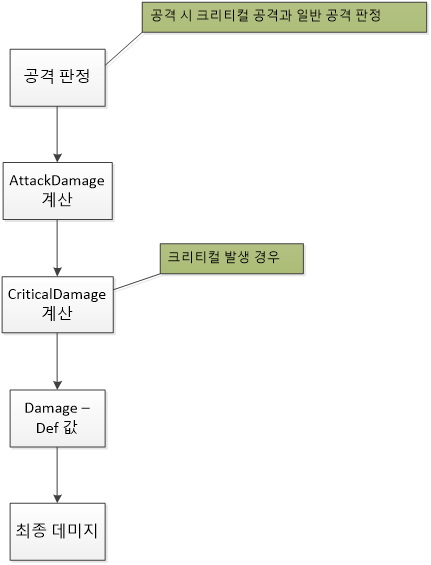 공격 시 크리티컬 공격과 일반 공격 판정
공격 판정
AttackDamage
계산
크리티컬 발생 경우
CriticalDamage
계산
Damage –
Def 값
최종 데미지